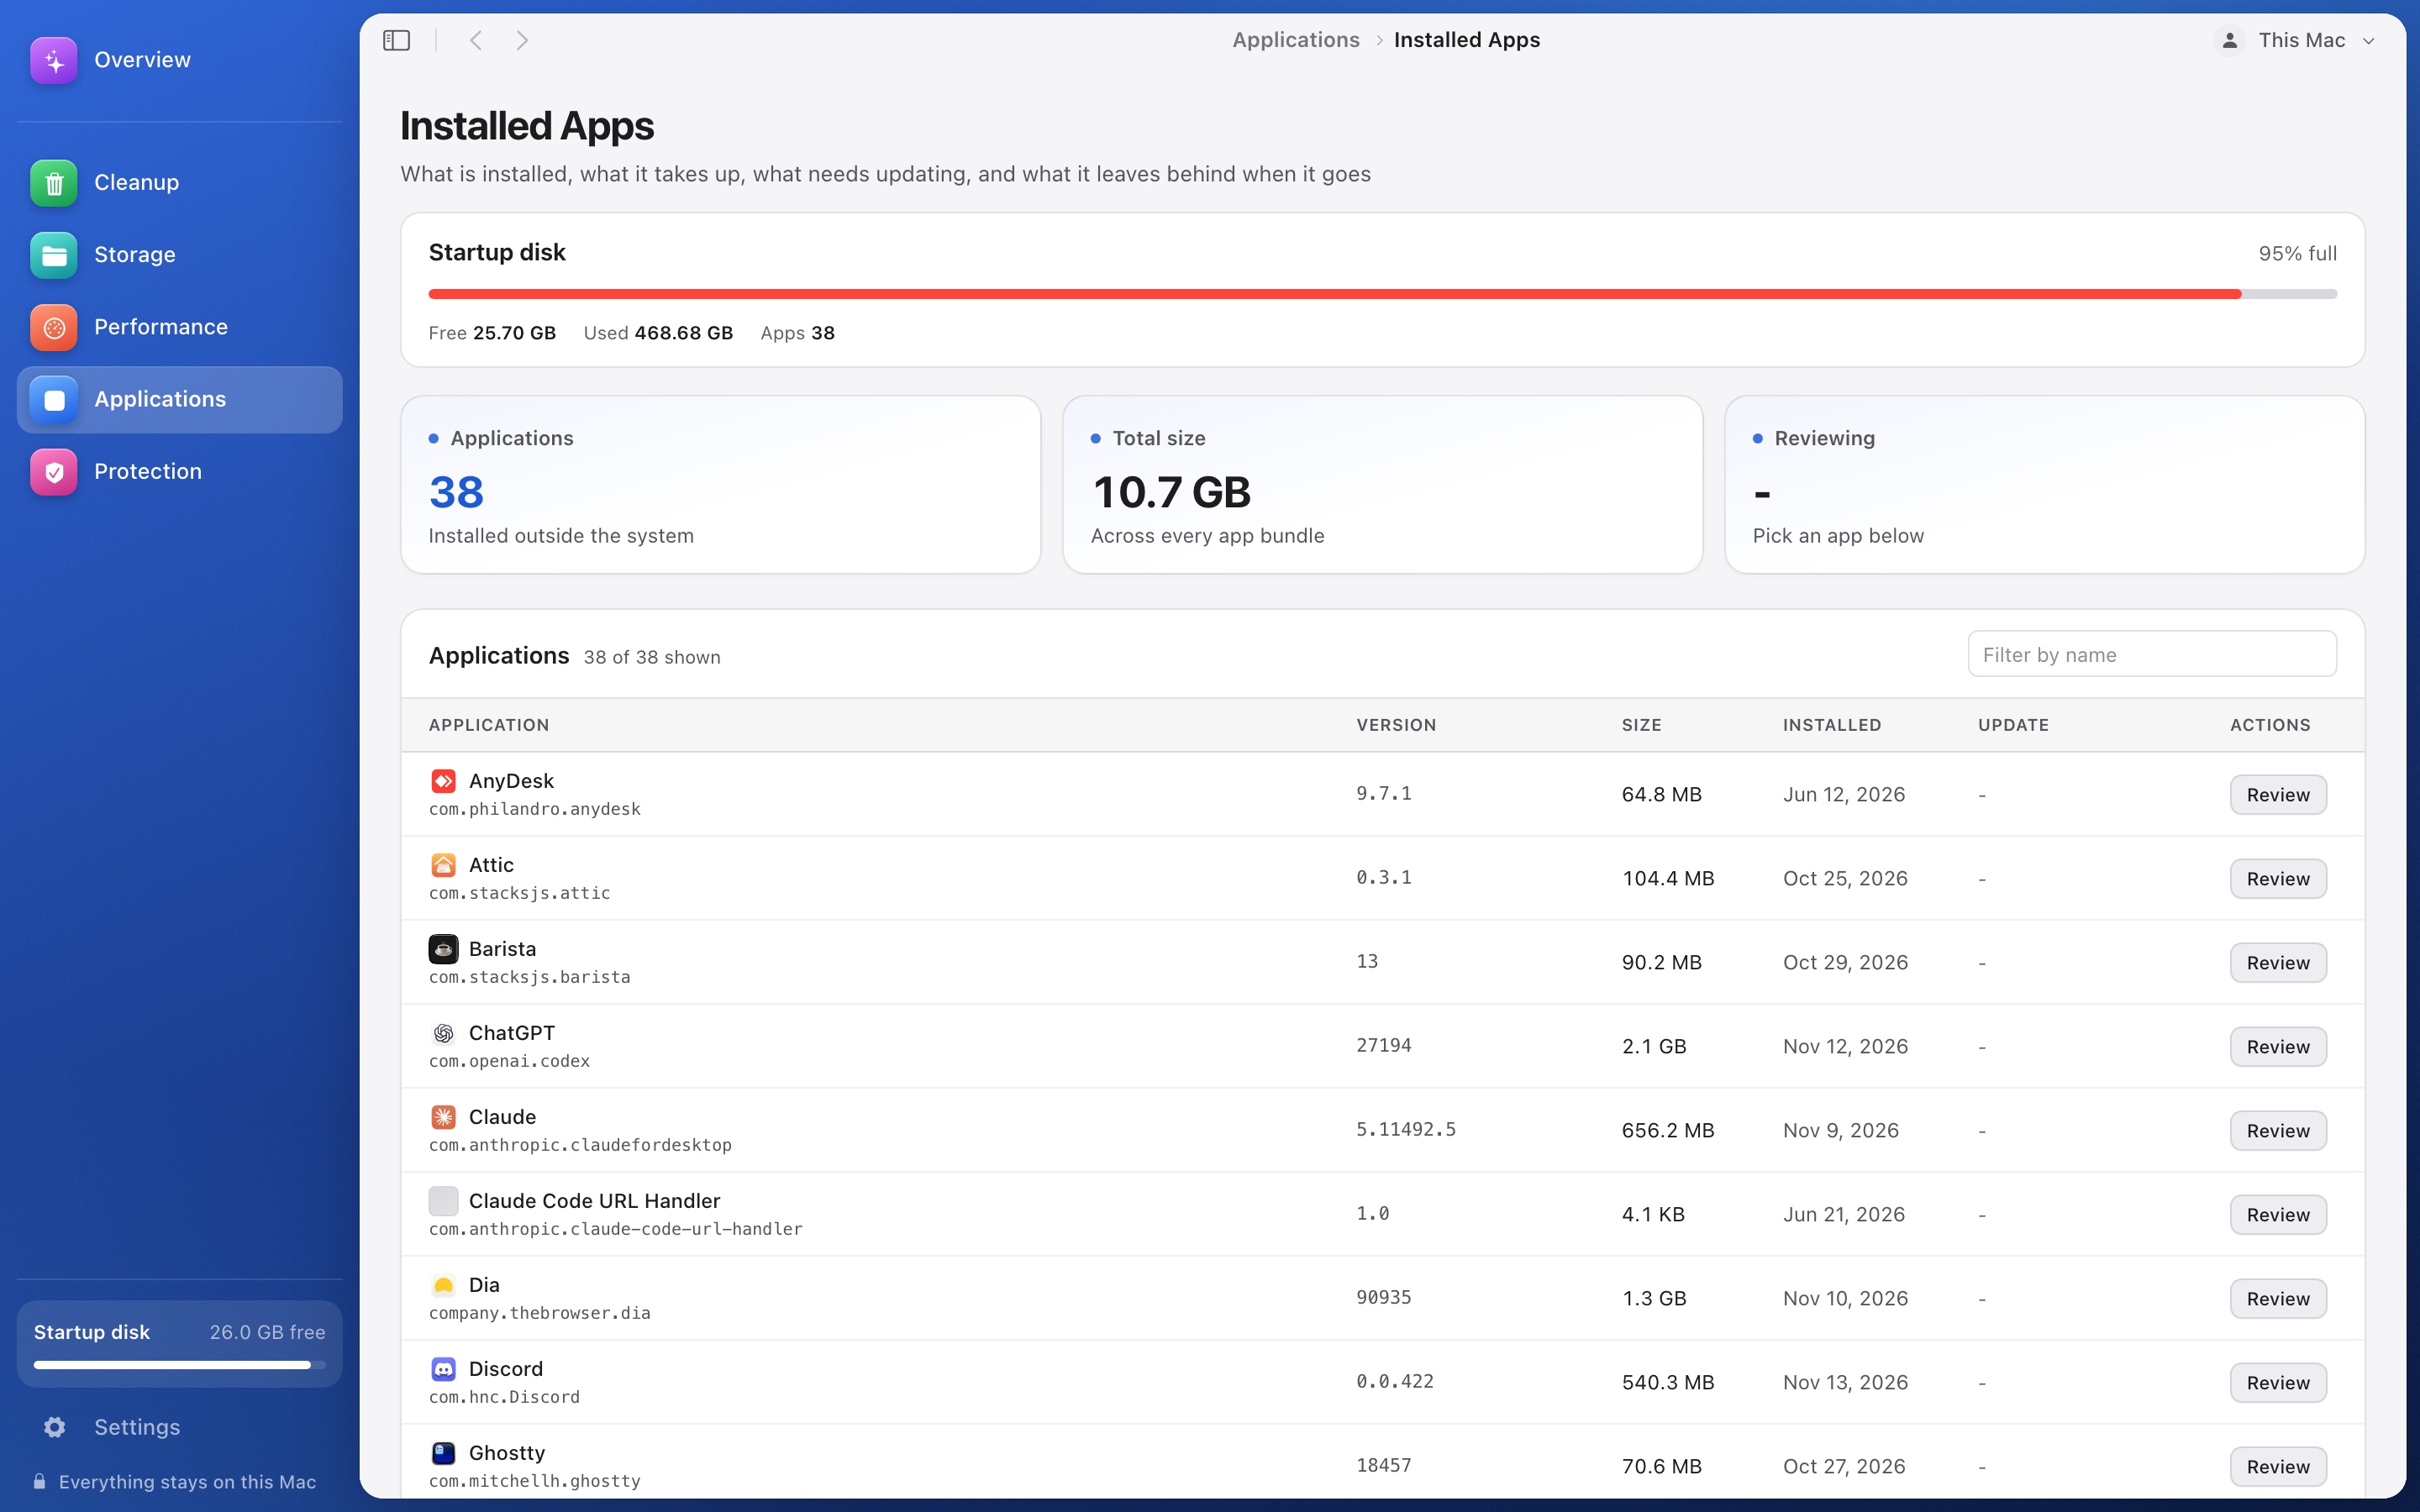 Overview
Cleanup
Storage
Performance
Applications
Protection
Startup disk 26.0 GB free
Settings
Everything stays on this Mac
Applications Installed Apps
This Mac
Installed Apps
What is installed, what it takes up, what needs updating, and what it leaves behind when it goes
Startup disk 95% full
Free 25.70 GB Used 468.68 GB Apps 38
Applications
38
Installed outside the system
Total size
10.7 GB
Across every app bundle
Reviewing
-
Pick an app below
Applications 38 of 38 shown
Filter by name
APPLICATION VERSION SIZE INSTALLED UPDATE ACTIONS
AnyDesk
com.philandro.anydesk
9.7.1 64.8 MB Jun 12, 2026 - Review
Attic
com.stacksjs.attic
0.3.1 104.4 MB Oct 25, 2026 - Review
Barista
com.stacksjs.barista
13 90.2 MB Oct 29, 2026 - Review
ChatGPT
com.openai.codex
27194 2.1 GB Nov 12, 2026 - Review
Claude
com.anthropic.claudefordesktop
5.11492.5 656.2 MB Nov 9, 2026 - Review
Claude Code URL Handler
com.anthropic.claude-code-url-handler
1.0 4.1 KB Jun 21, 2026 - Review
Dia
company.thebrowser.dia
90935 1.3 GB Nov 10, 2026 - Review
Discord
com.hnc.Discord
0.0.422 540.3 MB Nov 13, 2026 - Review
Ghostty
com.mitchellh.ghostty
18457 70.6 MB Oct 27, 2026 - Review